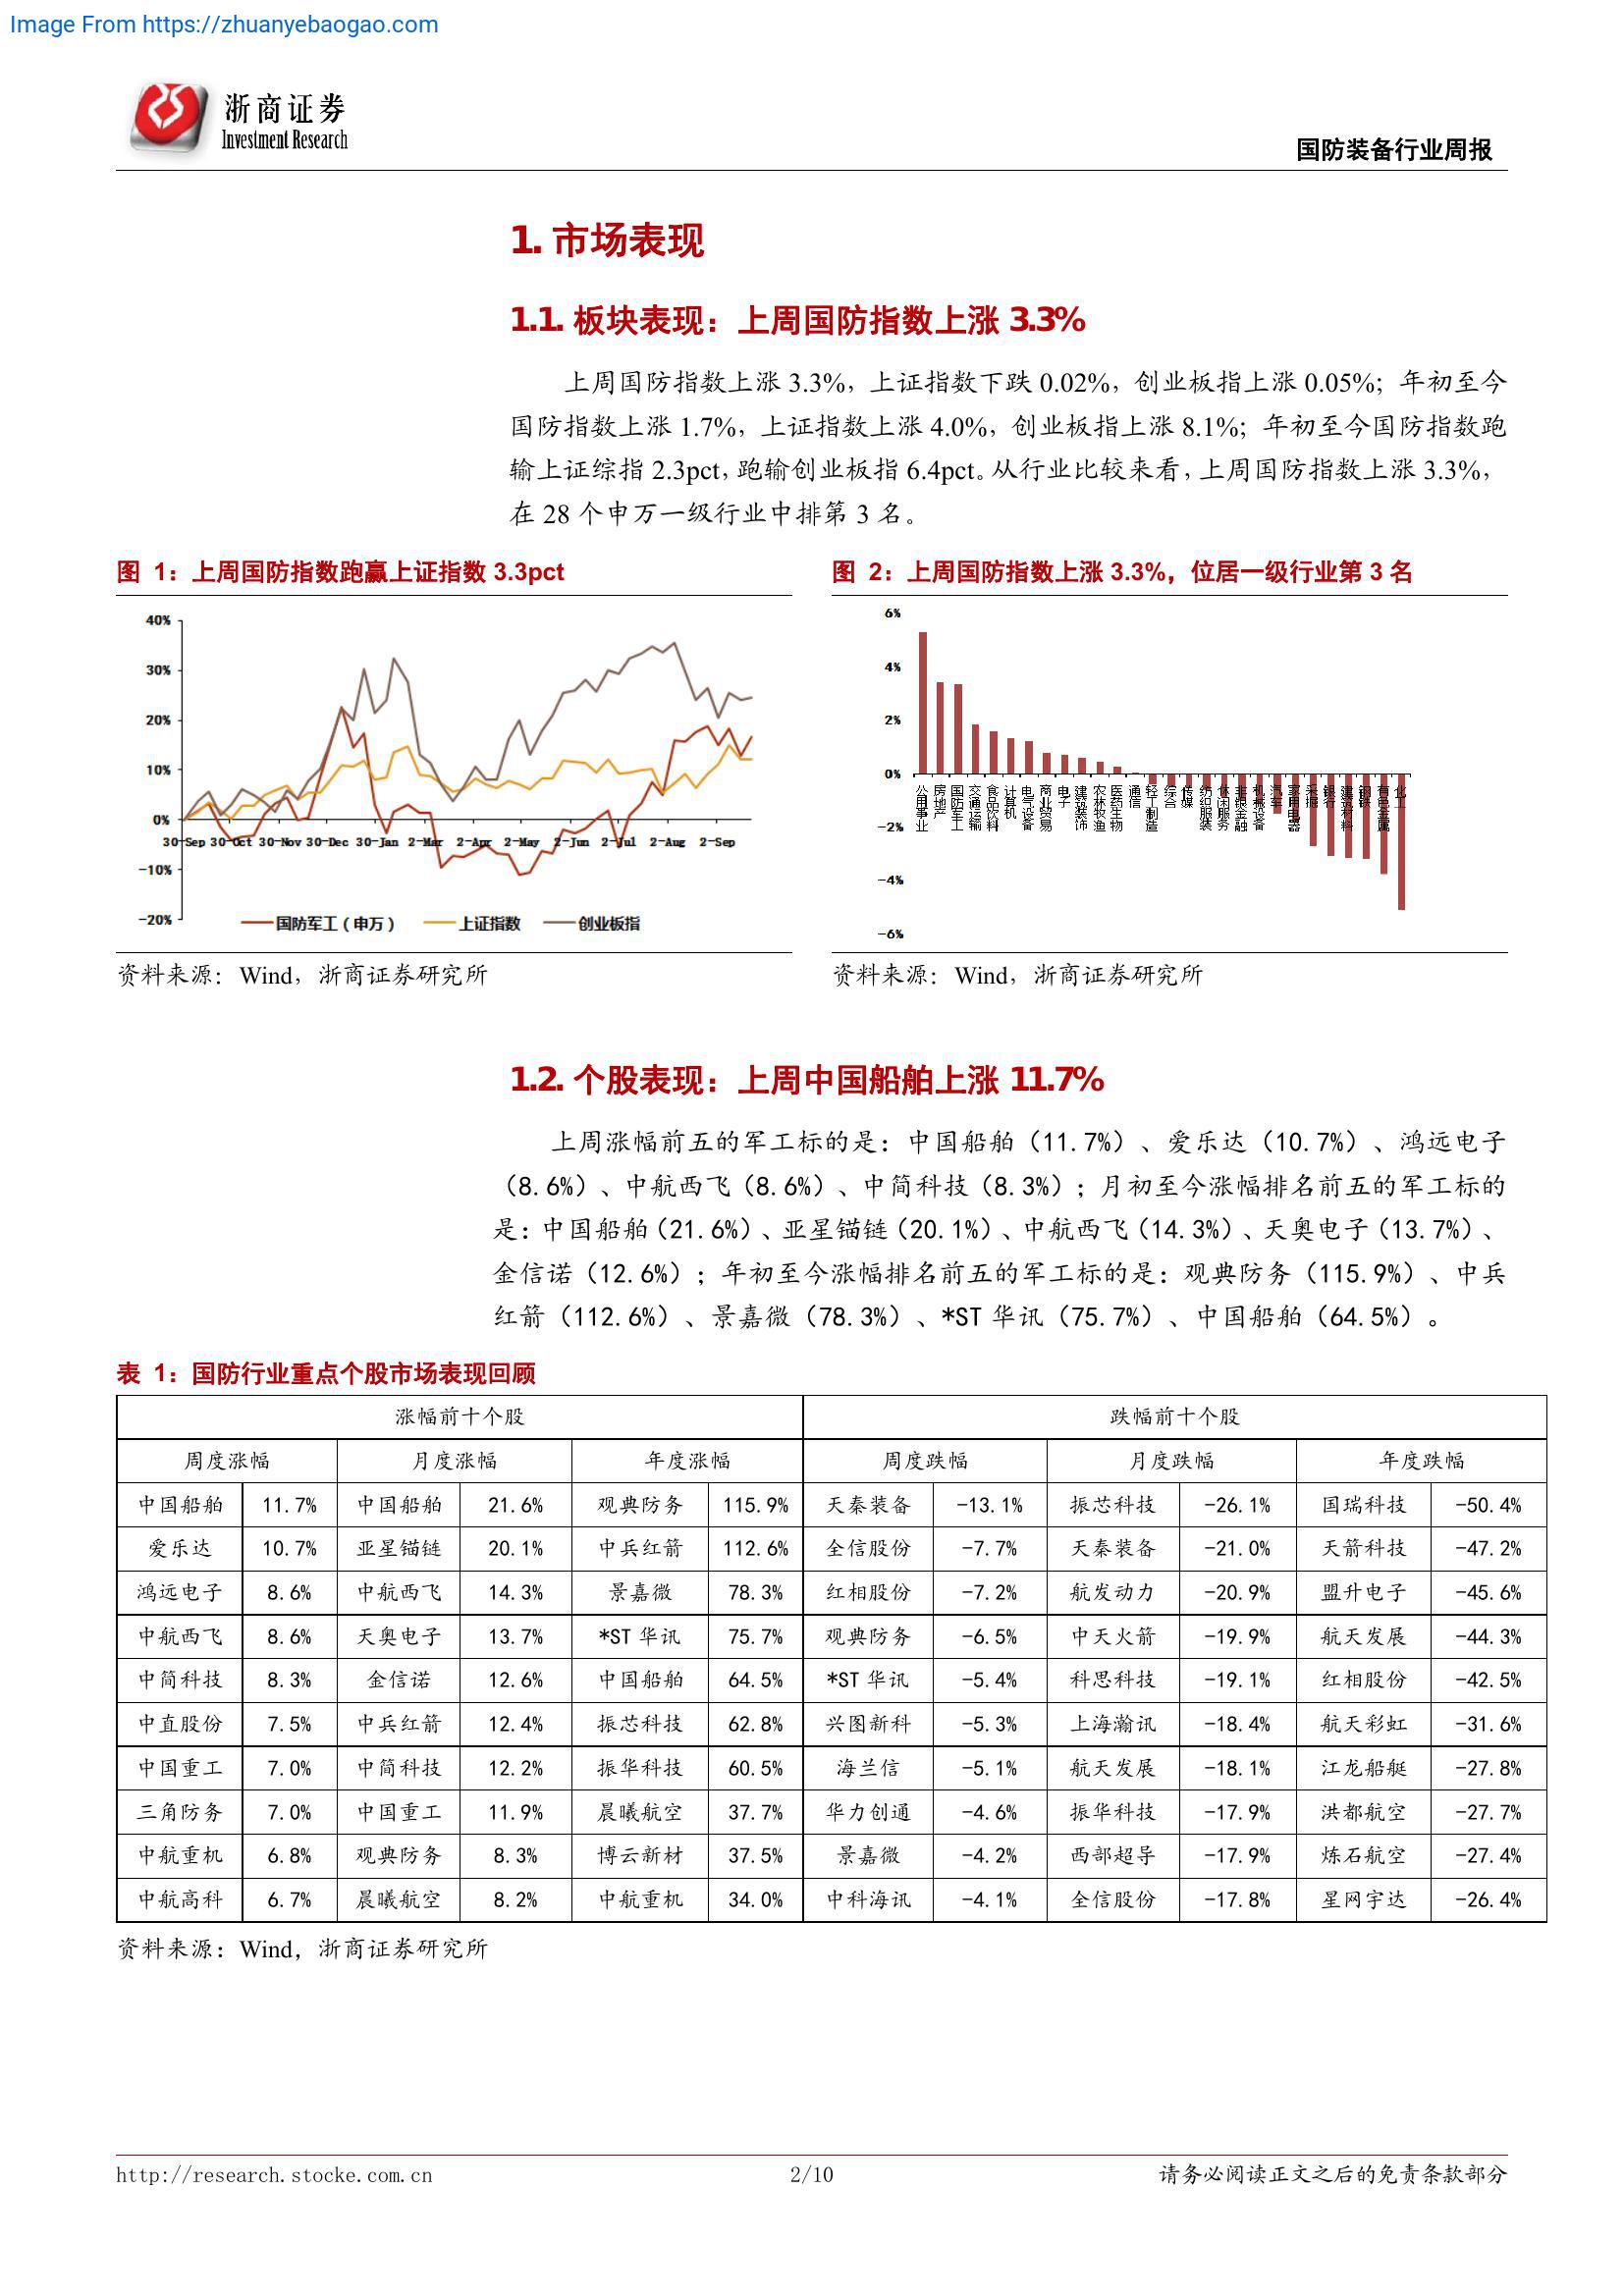 Image From https://zhuanyebaogao.com
浙商证券
Investment Research
国防装备行业周报
1. 市场表现
1.1. 板块表现：上周国防指数上涨 3.3%
上周国防指数上涨 3.3%，上证指数下跌 0.02%，创业板指上涨 0.05%；年初至今
国防指数上涨 1.7%，上证指数上涨 4.0%，创业板指上涨 8.1%；年初至今国防指数跑
输上证综指 2.3pct，跑输创业板指 6.4pct。从行业比较来看，上周国防指数上涨 3.3%，
在 28 个申万一级行业中排第 3 名。
图 1：上周国防指数跑赢上证指数 3.3pct
40%
30%
20%
10%
0%
-10%
-20%
30-Sep 30-Oct 30-Nov 30-Dec 30-Jan 2-Mar 2-Apr 2-May 2-Jun 2-Jul 2-Aug 2-Sep
国防军工（申万） 上证指数 创业板指
资料来源：Wind，浙商证券研究所
图 2：上周国防指数上涨 3.3%，位居一级行业第 3 名
6%
4%
2%
0%
-2%
-4%
-6%
公用事业 房地产 国防军工 交通运输 食品饮料 计算机 电气设备 商业贸易 电子 建筑装饰 农林牧渔 医药生物 通信 轻工制造 综合 传媒 纺织服装 休闲服务 非银金融 机械设备 汽车 家用电器 采掘 银行 建筑材料 钢铁 有色金属 化工
资料来源：Wind，浙商证券研究所
1.2. 个股表现：上周中国船舶上涨 11.7%
上周涨幅前五的军工标的是：中国船舶（11.7%）、爱乐达（10.7%）、鸿远电子
（8.6%）、中航西飞（8.6%）、中简科技（8.3%）；月初至今涨幅排名前五的军工标的
是：中国船舶（21.6%）、亚星锚链（20.1%）、中航西飞（14.3%）、天奥电子（13.7%）、
金信诺（12.6%）；年初至今涨幅排名前五的军工标的是：观典防务（115.9%）、中兵
红箭（112.6%）、景嘉微（78.3%）、*ST 华讯（75.7%）、中国船舶（64.5%）。
表 1：国防行业重点个股市场表现回顾
涨幅前十个股 跌幅前十个股
周度涨幅 月度涨幅 年度涨幅 周度跌幅 月度跌幅 年度跌幅
中国船舶 11.7% 中国船舶 21.6% 观典防务 115.9% 天秦装备 -13.1% 振芯科技 -26.1% 国瑞科技 -50.4%
爱乐达 10.7% 亚星锚链 20.1% 中兵红箭 112.6% 全信股份 -7.7% 天秦装备 -21.0% 天箭科技 -47.2%
鸿远电子 8.6% 中航西飞 14.3% 景嘉微 78.3% 红相股份 -7.2% 航发动力 -20.9% 盟升电子 -45.6%
中航西飞 8.6% 天奥电子 13.7% *ST 华讯 75.7% 观典防务 -6.5% 中天火箭 -19.9% 航天发展 -44.3%
中简科技 8.3% 金信诺 12.6% 中国船舶 64.5% *ST 华讯 -5.4% 科思科技 -19.1% 红相股份 -42.5%
中直股份 7.5% 中兵红箭 12.4% 振芯科技 62.8% 兴图新科 -5.3% 上海瀚讯 -18.4% 航天彩虹 -31.6%
中国重工 7.0% 中简科技 12.2% 振华科技 60.5% 海兰信 -5.1% 航天发展 -18.1% 江龙船艇 -27.8%
三角防务 7.0% 中国重工 11.9% 晨曦航空 37.7% 华力创通 -4.6% 振华科技 -17.9% 洪都航空 -27.7%
中航重机 6.8% 观典防务 8.3% 博云新材 37.5% 景嘉微 -4.2% 西部超导 -17.9% 炼石航空 -27.4%
中航高科 6.7% 晨曦航空 8.2% 中航重机 34.0% 中科海讯 -4.1% 全信股份 -17.8% 星网宇达 -26.4%
资料来源：Wind，浙商证券研究所
http://research.stocke.com.cn 2/10 请务必阅读正文之后的免责条款部分